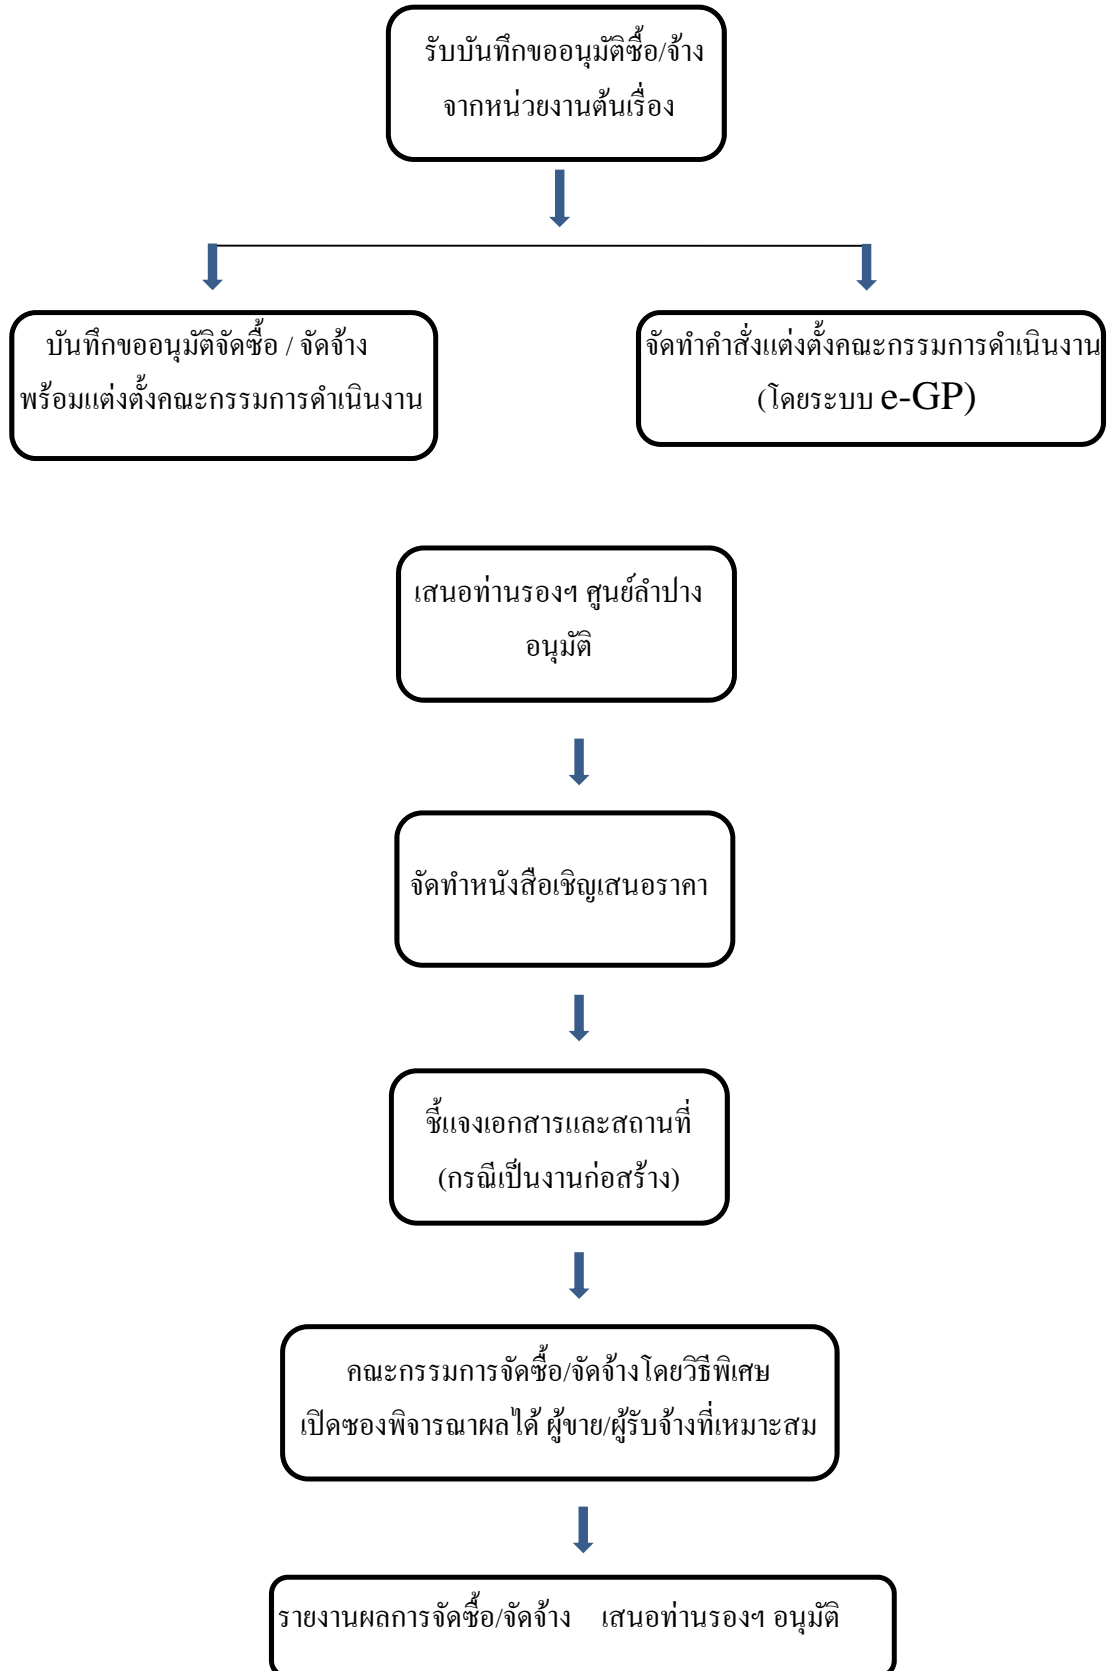 รับบันทึกขออนุมัติซื้อ/จ้าง
จากหน่วยงานต้นเรื่อง
บันทึกขออนุมัติจัดซื้อ / จัดจ้าง
พร้อมแต่งตั้งคณะกรรมการดำเนินงาน
จัดทำคำสั่งแต่งตั้งคณะกรรมการดำเนินงาน
(โดยระบบ e-GP)
เสนอท่านรองฯ ศูนย์ลำปาง
อนุมัติ
จัดทำหนังสือเชิญเสนอราคา
ชี้แจงเอกสารและสถานที่
(กรณีเป็นงานก่อสร้าง)
คณะกรรมการจัดซื้อ/จัดจ้างโดยวิธีพิเศษ
เปิดซองพิจารณาผลได้ ผู้ขาย/ผู้รับจ้างที่เหมาะสม
รายงานผลการจัดซื้อ/จัดจ้าง เสนอท่านรองฯ อนุมัติ